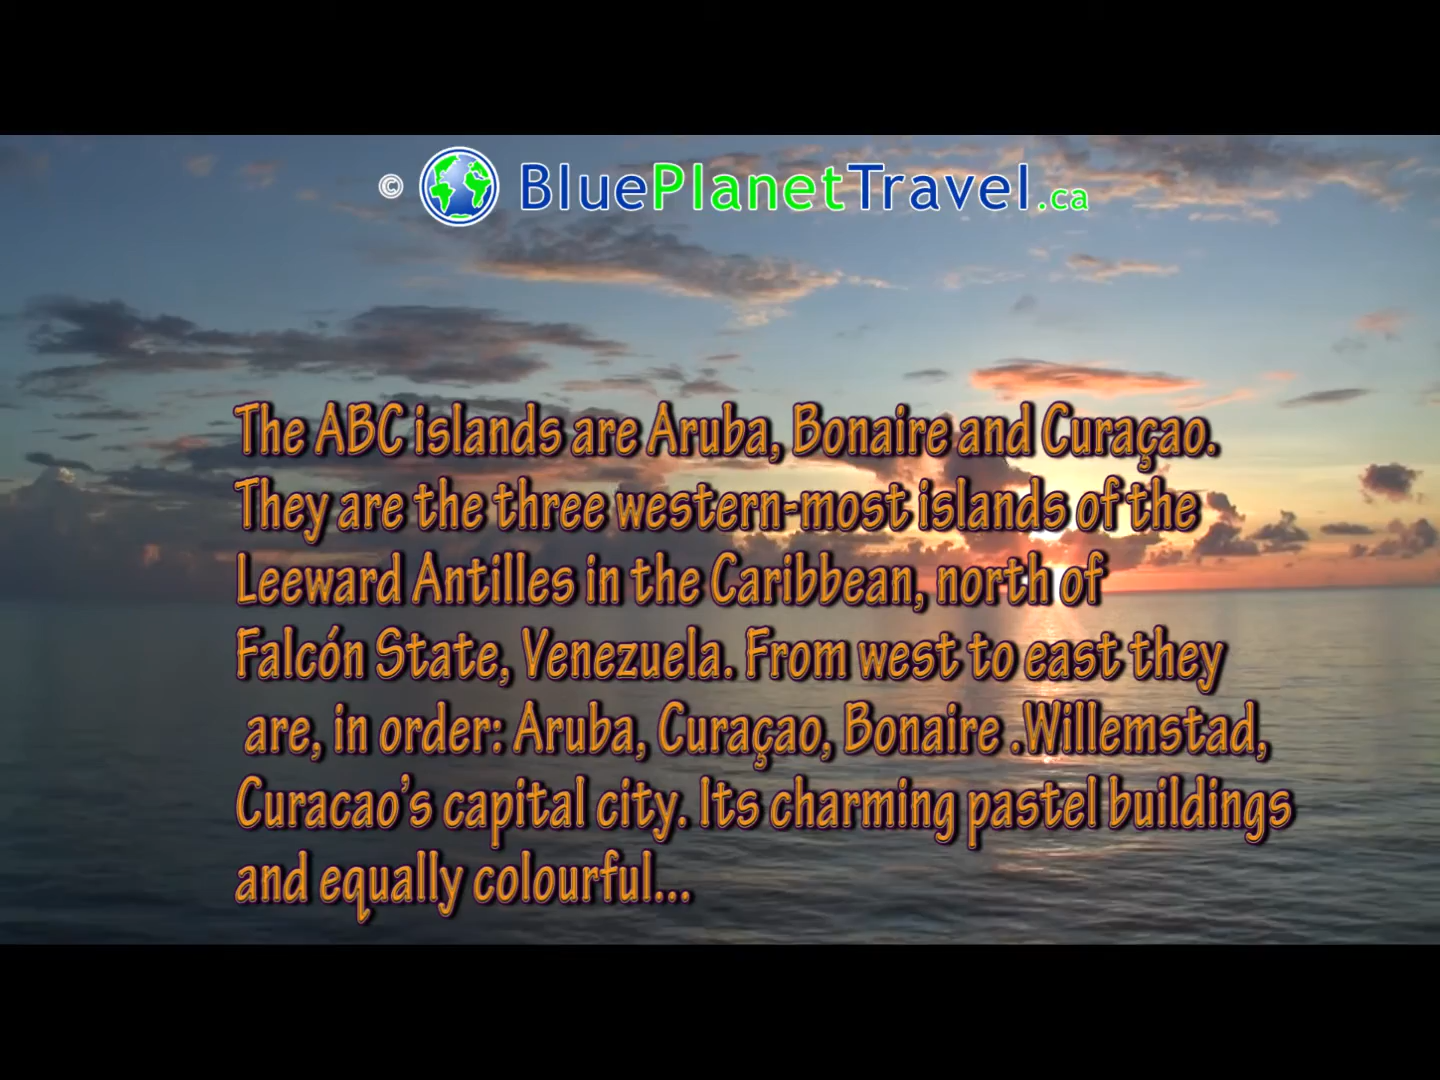 © BluePlanetTravel.ca
The ABC islands are Aruba, Bonaire and Curaçao.
They are the three western-most islands of the
Leeward Antilles in the Caribbean, north of
Falcón State, Venezuela. From west to east they
are, in order: Aruba, Curaçao, Bonaire .Willemstad,
Curacao’s capital city. Its charming pastel buildings
and equally colourful...